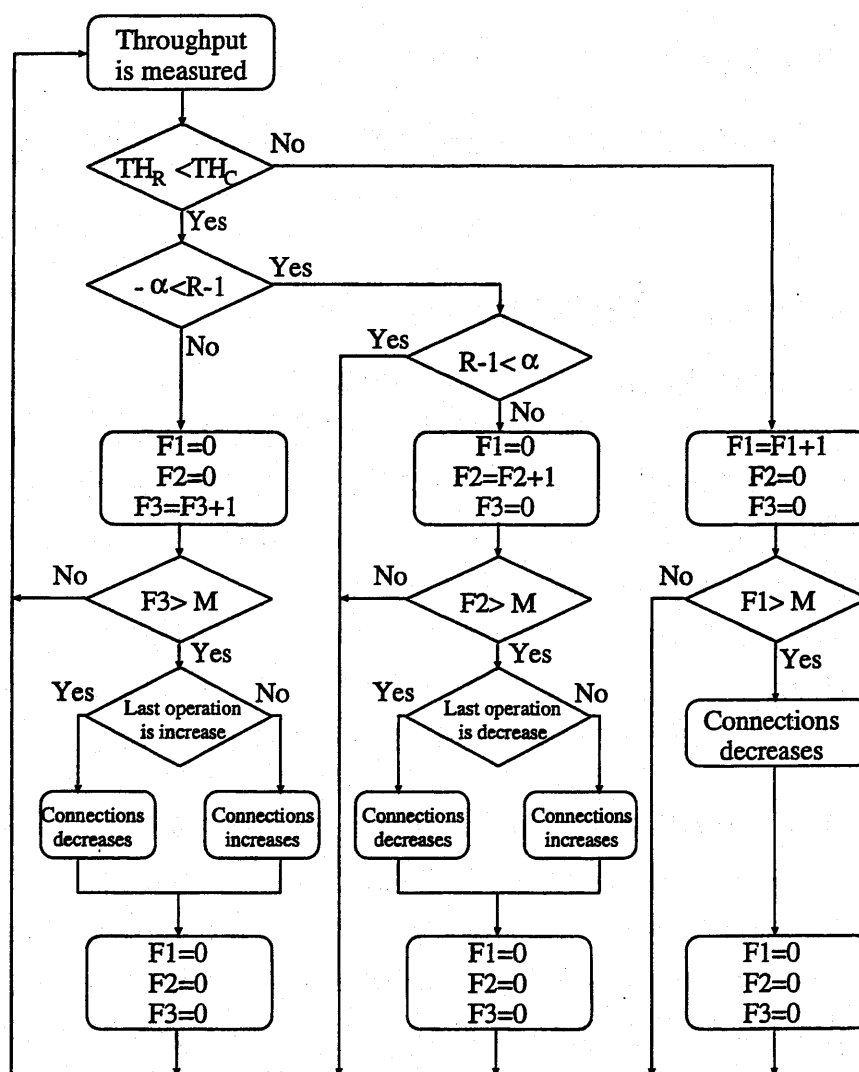 Throughput
is measured
No
TH_R <TH_C
Yes
- α<R-1
Yes
No
Yes
R-1< α
No
F1=0
F2=0
F3=F3+1
F1=0
F2=F2+1
F3=0
F1=F1+1
F2=0
F3=0
No
F3> M
Yes
No
F2> M
Yes
No
F1> M
Yes
Yes
No
Last operation
is increase
Yes
No
Last operation
is decrease
Connections
decreases
Connections
decreases
Connections
increases
Connections
decreases
Connections
increases
F1=0
F2=0
F3=0
F1=0
F2=0
F3=0
F1=0
F2=0
F3=0